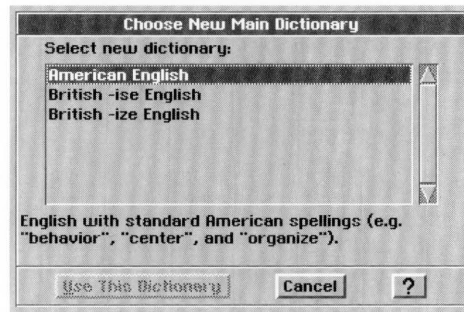 Choose New Main Dictionary
Select new dictionary:
American English
British -ise English
British -ize English
English with standard American spellings (e.g.
"behavior", "center", and "organize").
Use This Dictionary
Cancel
?